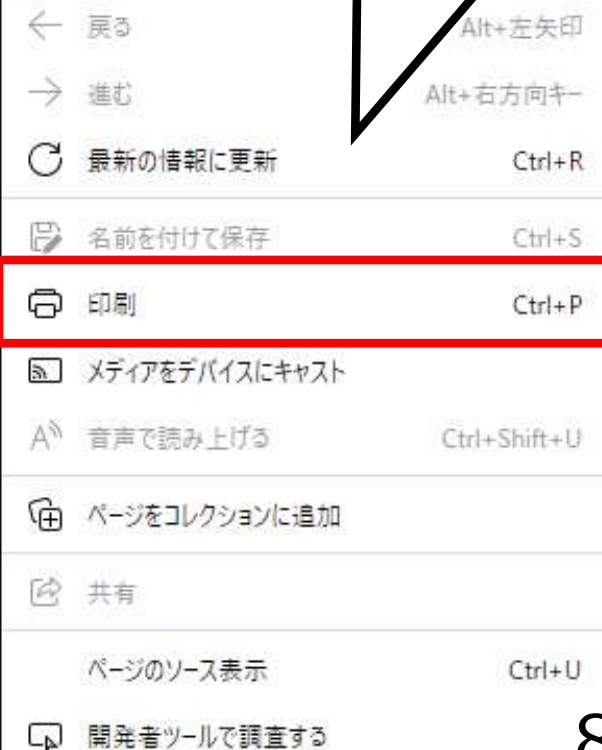 戻る Alt+左矢印
進む Alt+右方向キー
最新の情報に更新 Ctrl+R
名前を付けて保存 Ctrl+S
印刷 Ctrl+P
メディアをデバイスにキャスト
音声で読み上げる Ctrl+Shift+U
ページをコレクションに追加
共有
ページのソース表示 Ctrl+U
開発者ツールで調査する
8